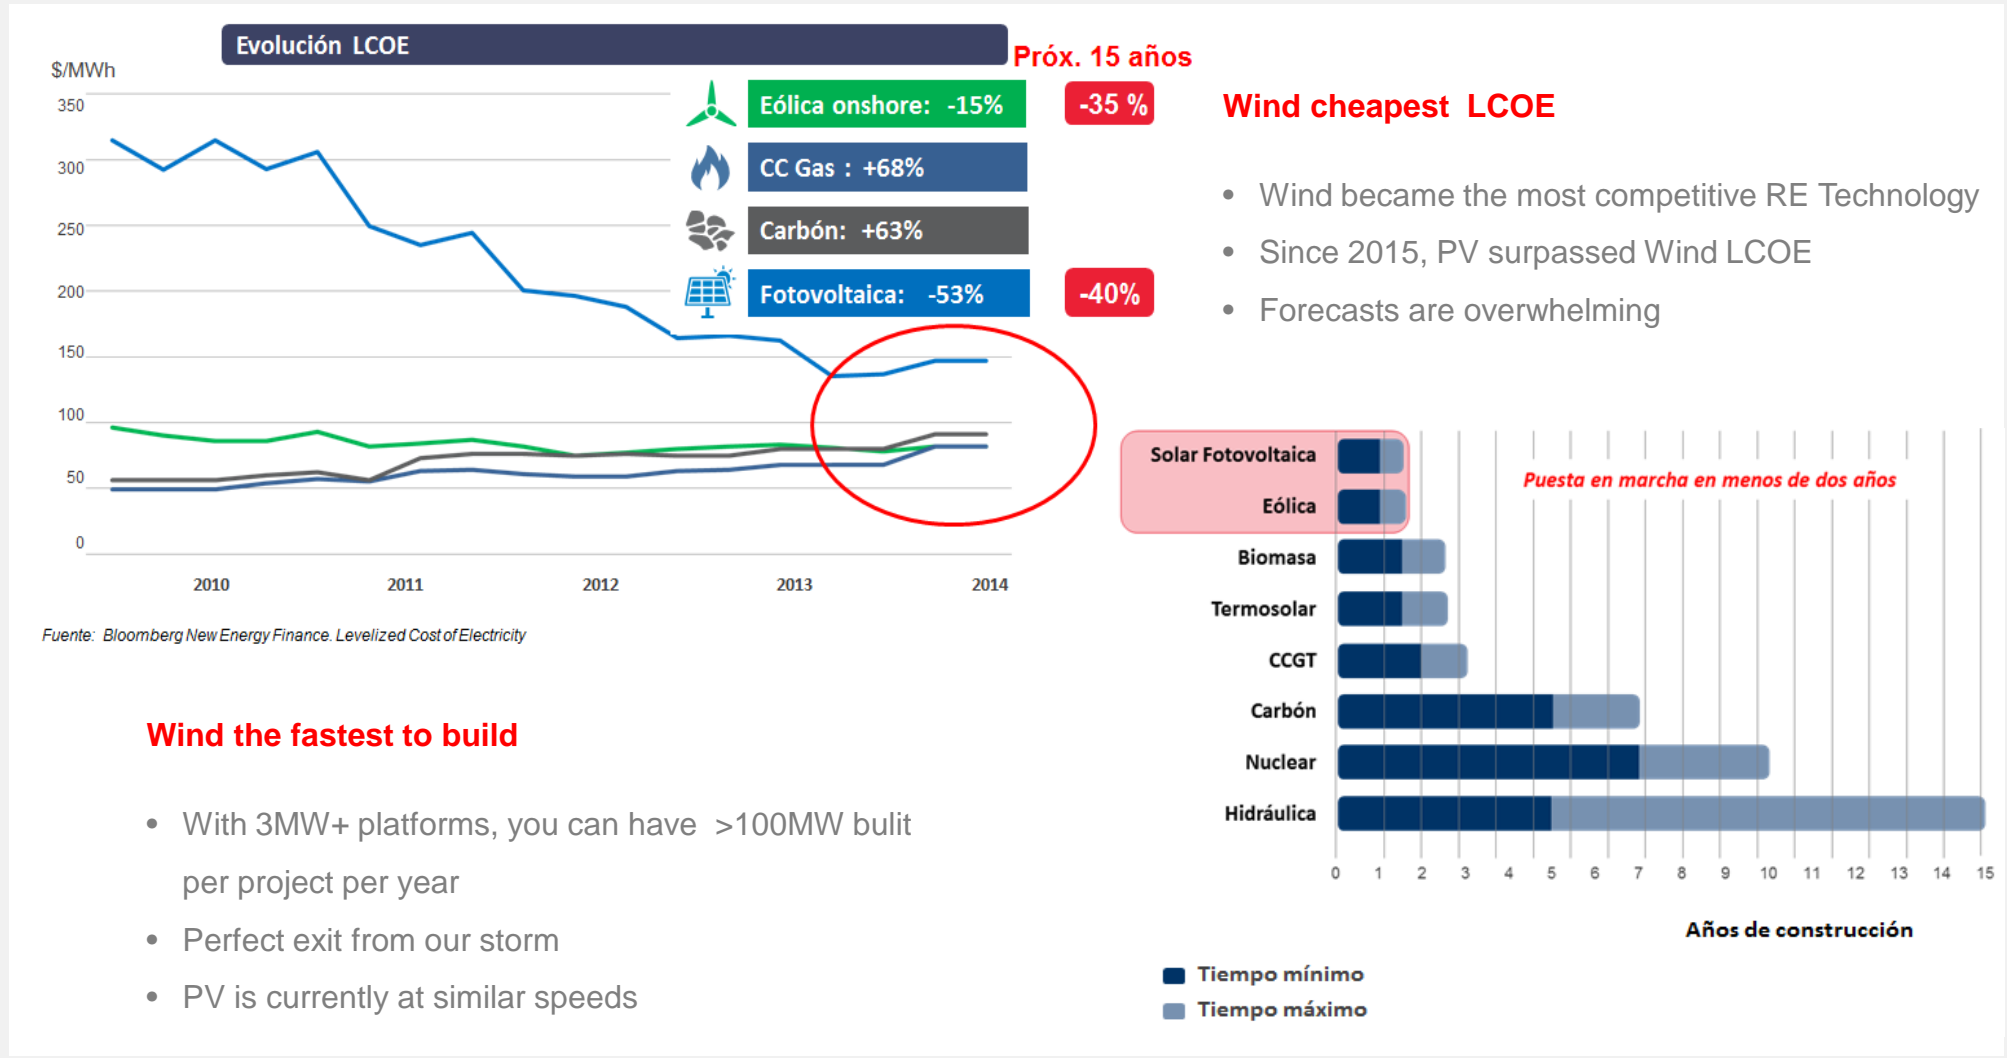 Evolución LCOE
Próx. 15 años
$/MWh
350
300
250
200
150
100
50
0
Eólica onshore: -15%
-35 %
CC Gas : +68%
Carbón: +63%
Fotovoltaica: -53%
-40%
2010 2011 2012 2013 2014
Fuente: Bloomberg New Energy Finance. Levelized Cost of Electricity
Wind cheapest LCOE
• Wind became the most competitive RE Technology
• Since 2015, PV surpassed Wind LCOE
• Forecasts are overwhelming
Wind the fastest to build
• With 3MW+ platforms, you can have >100MW bulit
per project per year
• Perfect exit from our storm
• PV is currently at similar speeds
Puesta en marcha en menos de dos años
Solar Fotovoltaica
Eólica
Biomasa
Termosolar
CCGT
Carbón
Nuclear
Hidráulica
0 1 2 3 4 5 6 7 8 9 10 11 12 13 14 15
Años de construcción
Tiempo mínimo
Tiempo máximo